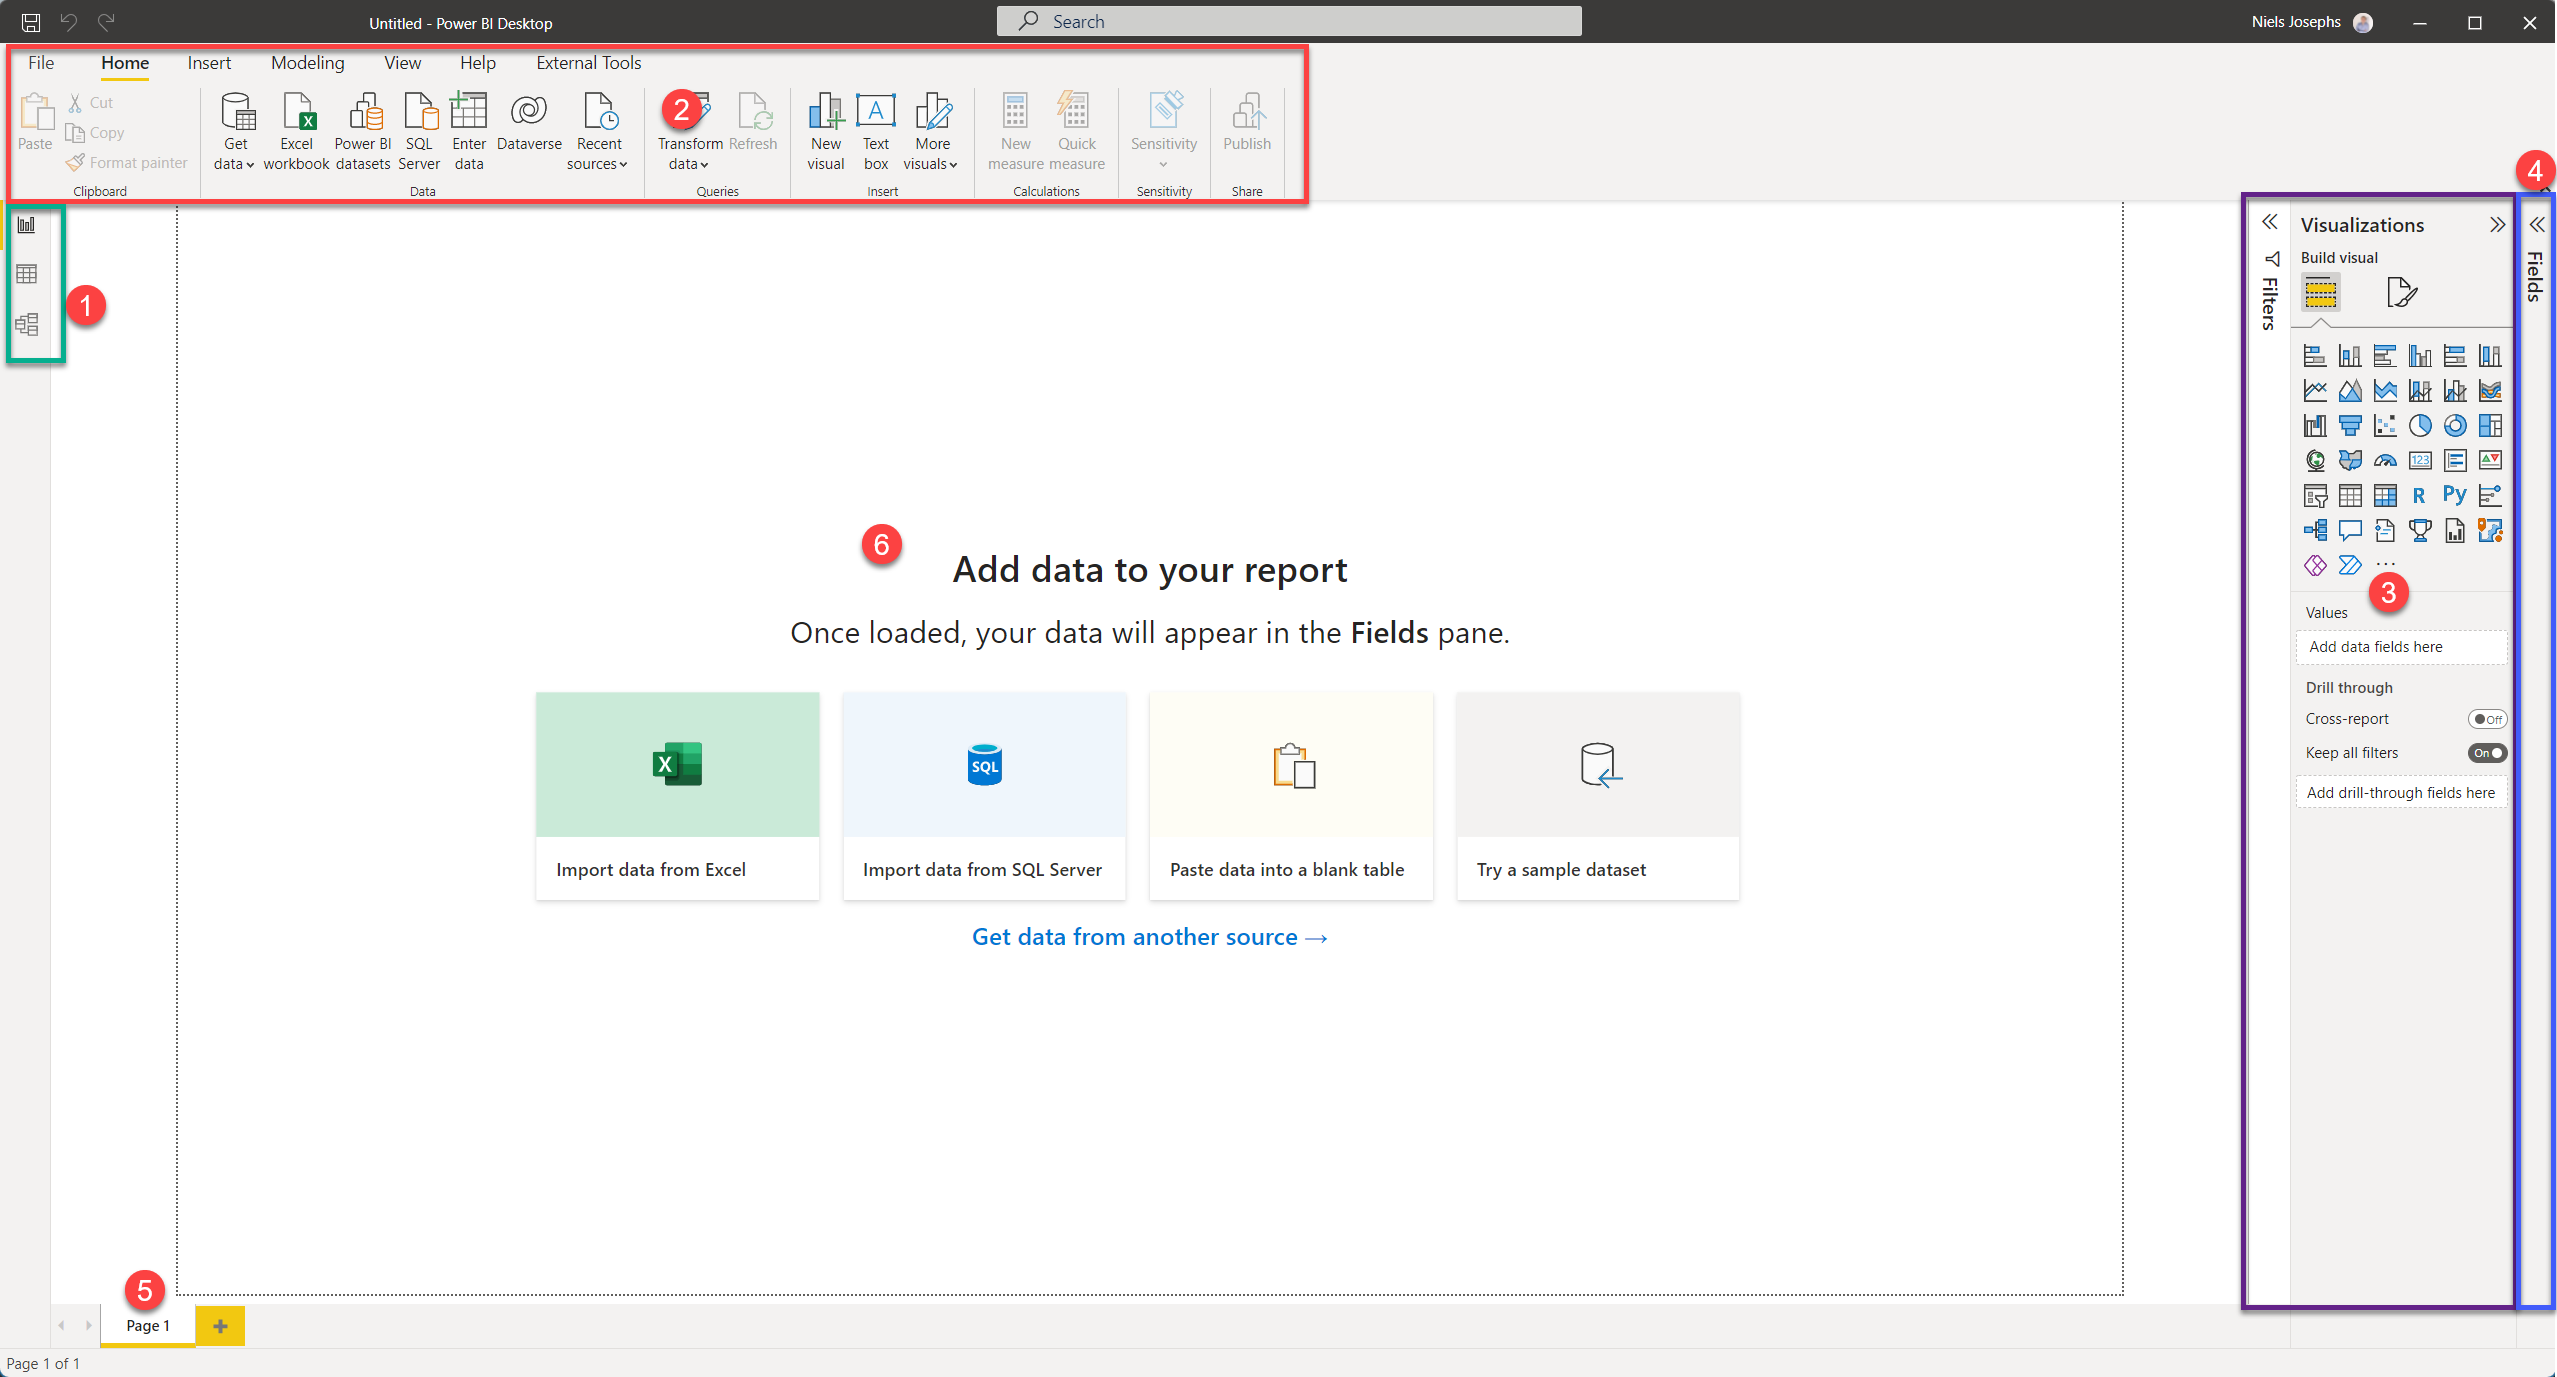 Untitled - Power BI Desktop
Search
Niels Josephs
File Home Insert Modeling View Help External Tools
Paste
Cut
Copy
Format painter
Clipboard
Get data
Excel workbook
Power BI datasets
SQL Server
Enter data
Dataverse
Recent sources
Data
2
Transform data
Refresh
Queries
New visual
A
Text box
More visuals
Insert
New measure
Quick measure
Calculations
Sensitivity
Sensitivity
Publish
Share
1
4
Filters
Visualizations
Build visual
123
R
Py
3
Values
Add data fields here
Drill through
Cross-report
Off
Keep all filters
On
Add drill-through fields here
Fields
6
Add data to your report
Once loaded, your data will appear in the Fields pane.
X
Import data from Excel
SQL
Import data from SQL Server
Paste data into a blank table
Try a sample dataset
Get data from another source →
5
Page 1
Page 1 of 1